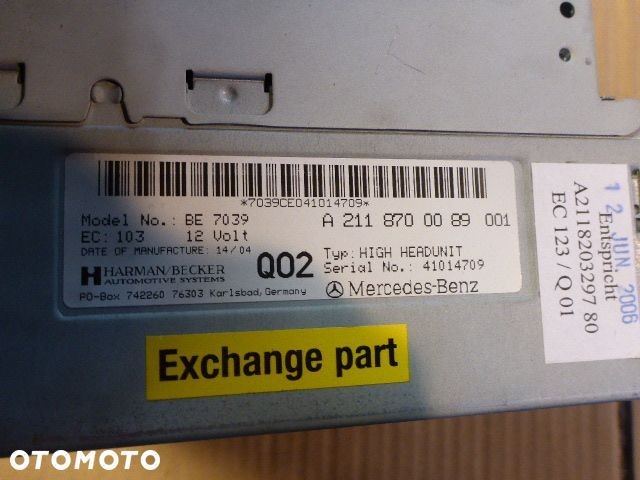 *7039CE041014709*
Model No.: BE 7039
A 211 870 00 89 001
EC: 103 12 Volt
DATE OF MANUFACTURE: 14/04
Q02
Typ: HIGH HEADUNIT
Serial No.: 41014709
HARMAN/BECKER
AUTOMOTIVE SYSTEMS
PO-Box 742260 76303 Karlsbad, Germany
Mercedes-Benz
Exchange part
1 2 JUN. 2006
Entspricht
A2118203297 80
EC 123 / Q 01
OTOMOTO